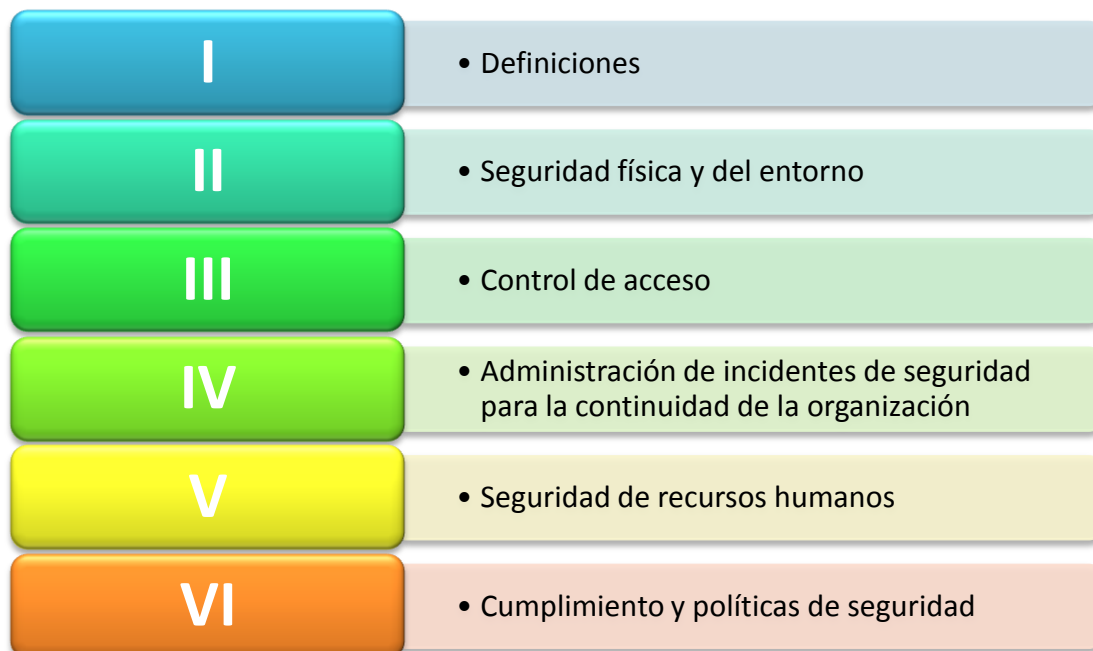 I
• Definiciones
II
• Seguridad física y del entorno
III
• Control de acceso
IV
• Administración de incidentes de seguridad
para la continuidad de la organización
V
• Seguridad de recursos humanos
VI
• Cumplimiento y políticas de seguridad